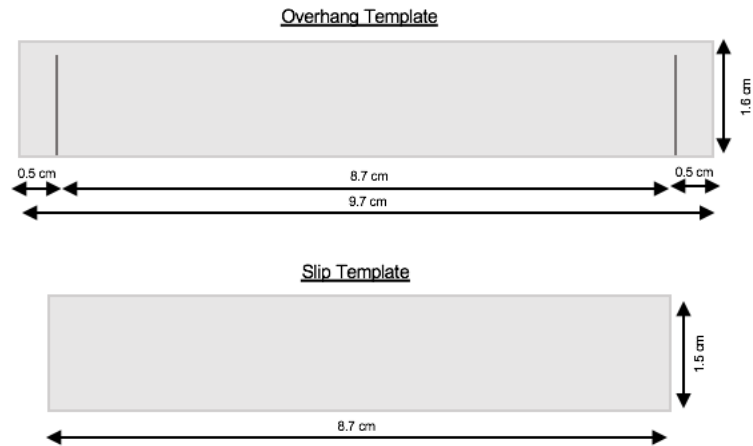 Overhang Template
1.6 cm
0.5 cm
8.7 cm
0.5 cm
9.7 cm
Slip Template
1.5 cm
8.7 cm